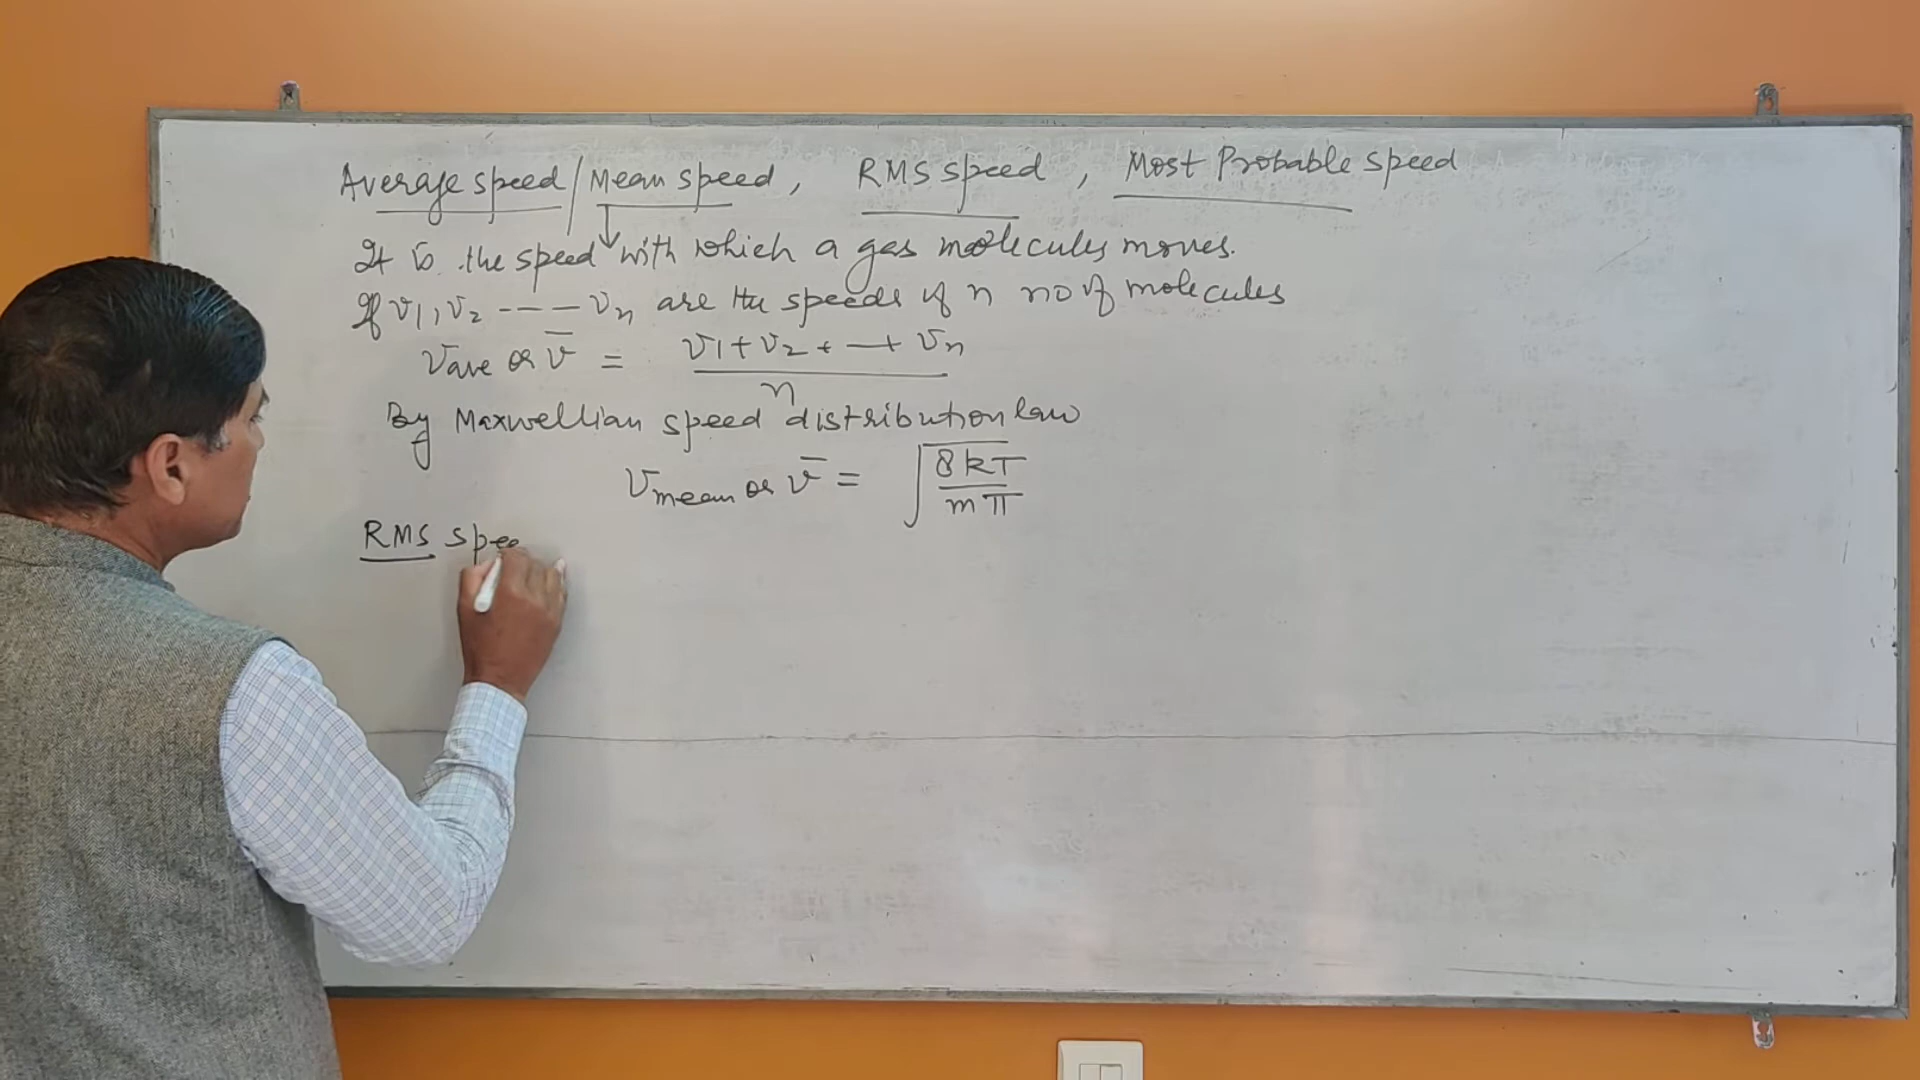 Average speed/Mean speed, RMS speed, Most Probable speed
It is the speed with which a gas molecules moves.
If v1, v2 ---- vn are the speeds of n no of molecules
vave or v̄ = v1 + v2 + — + vn / n
By Maxwellian speed distribution law
vmean or v̄ = √8kT / mπ
RMS spee